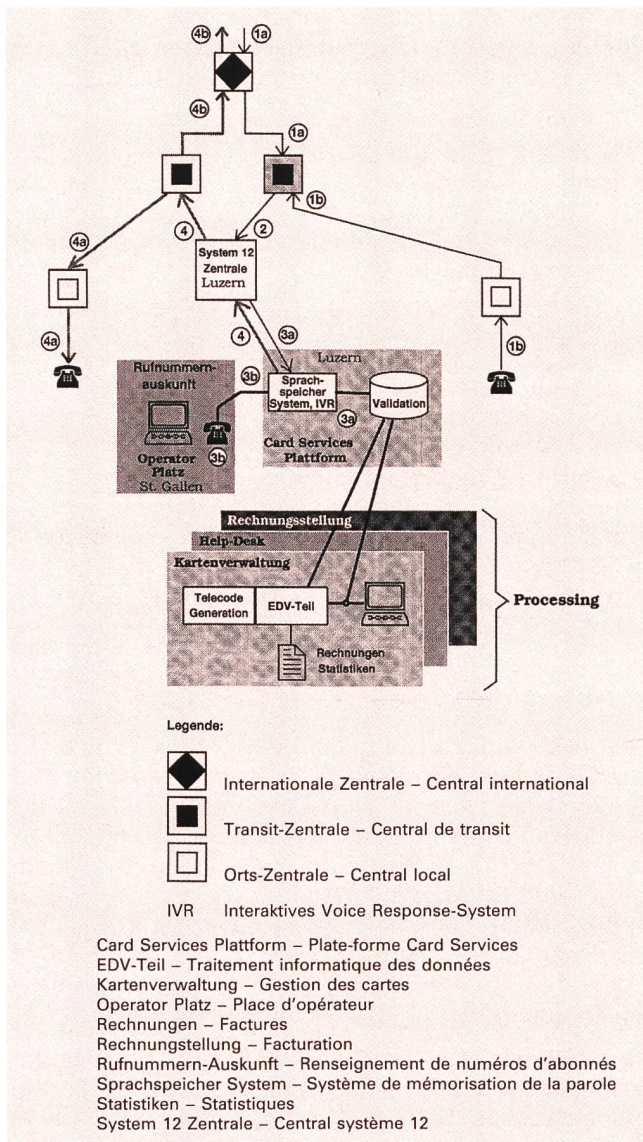 4b
1a
4b
1a
1b
4
2
4a
System 12
Zentrale
Luzern
4a
4
3a
1b
Rufnummern-
auskunft
3b
Luzern
Sprach-
speicher
System, IVR
3a
Validation
3b
Card Services
Plattform
Operator
Platz
St. Gallen
Rechnungsstellung
Help-Desk
Kartenverwaltung
Telecode
Generation
EDV-Teil
Processing
Rechnungen
Statistiken
Legende:
Internationale Zentrale – Central international
Transit-Zentrale – Central de transit
Orts-Zentrale – Central local
IVR Interaktives Voice Response-System
Card Services Plattform – Plate-forme Card Services
EDV-Teil – Traitement informatique des données
Kartenverwaltung – Gestion des cartes
Operator Platz – Place d'opérateur
Rechnungen – Factures
Rechnungstellung – Facturation
Rufnummern-Auskunft – Renseignement de numéros d'abonnés
Sprachspeicher System – Système de mémorisation de la parole
Statistiken – Statistiques
System 12 Zentrale – Central système 12